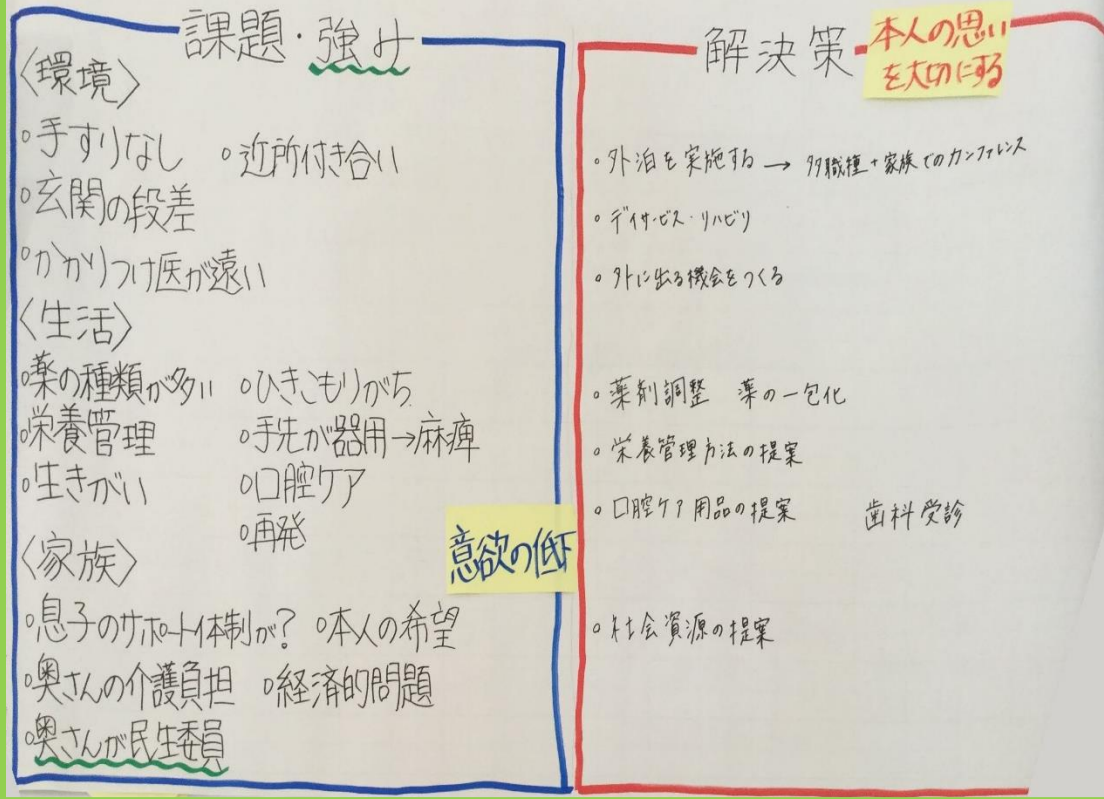 課題・強み
〈環境〉
○手すりなし ○近所付き合い
○玄関の段差
○かかりつけ医が遠い
〈生活〉
○薬の種類が多い ○ひきこもりがち
○栄養管理 ○手先が器用→麻痺
○生きがい ○口腔ケア
○再発
意欲の低下
〈家族〉
○息子のサポート体制が? ○本人の希望
○奥さんの介護負担 ○経済的問題
○奥さんが民生委員
解決策
本人の思い
を大切にする
○外泊を実施する → 多職種+家族でのカンファレンス
○デイサービス・リハビリ
○外に出る機会をつくる
○薬剤調整 薬の一包化
○栄養管理方法の提案
○口腔ケア用品の提案 歯科受診
○社会資源の提案